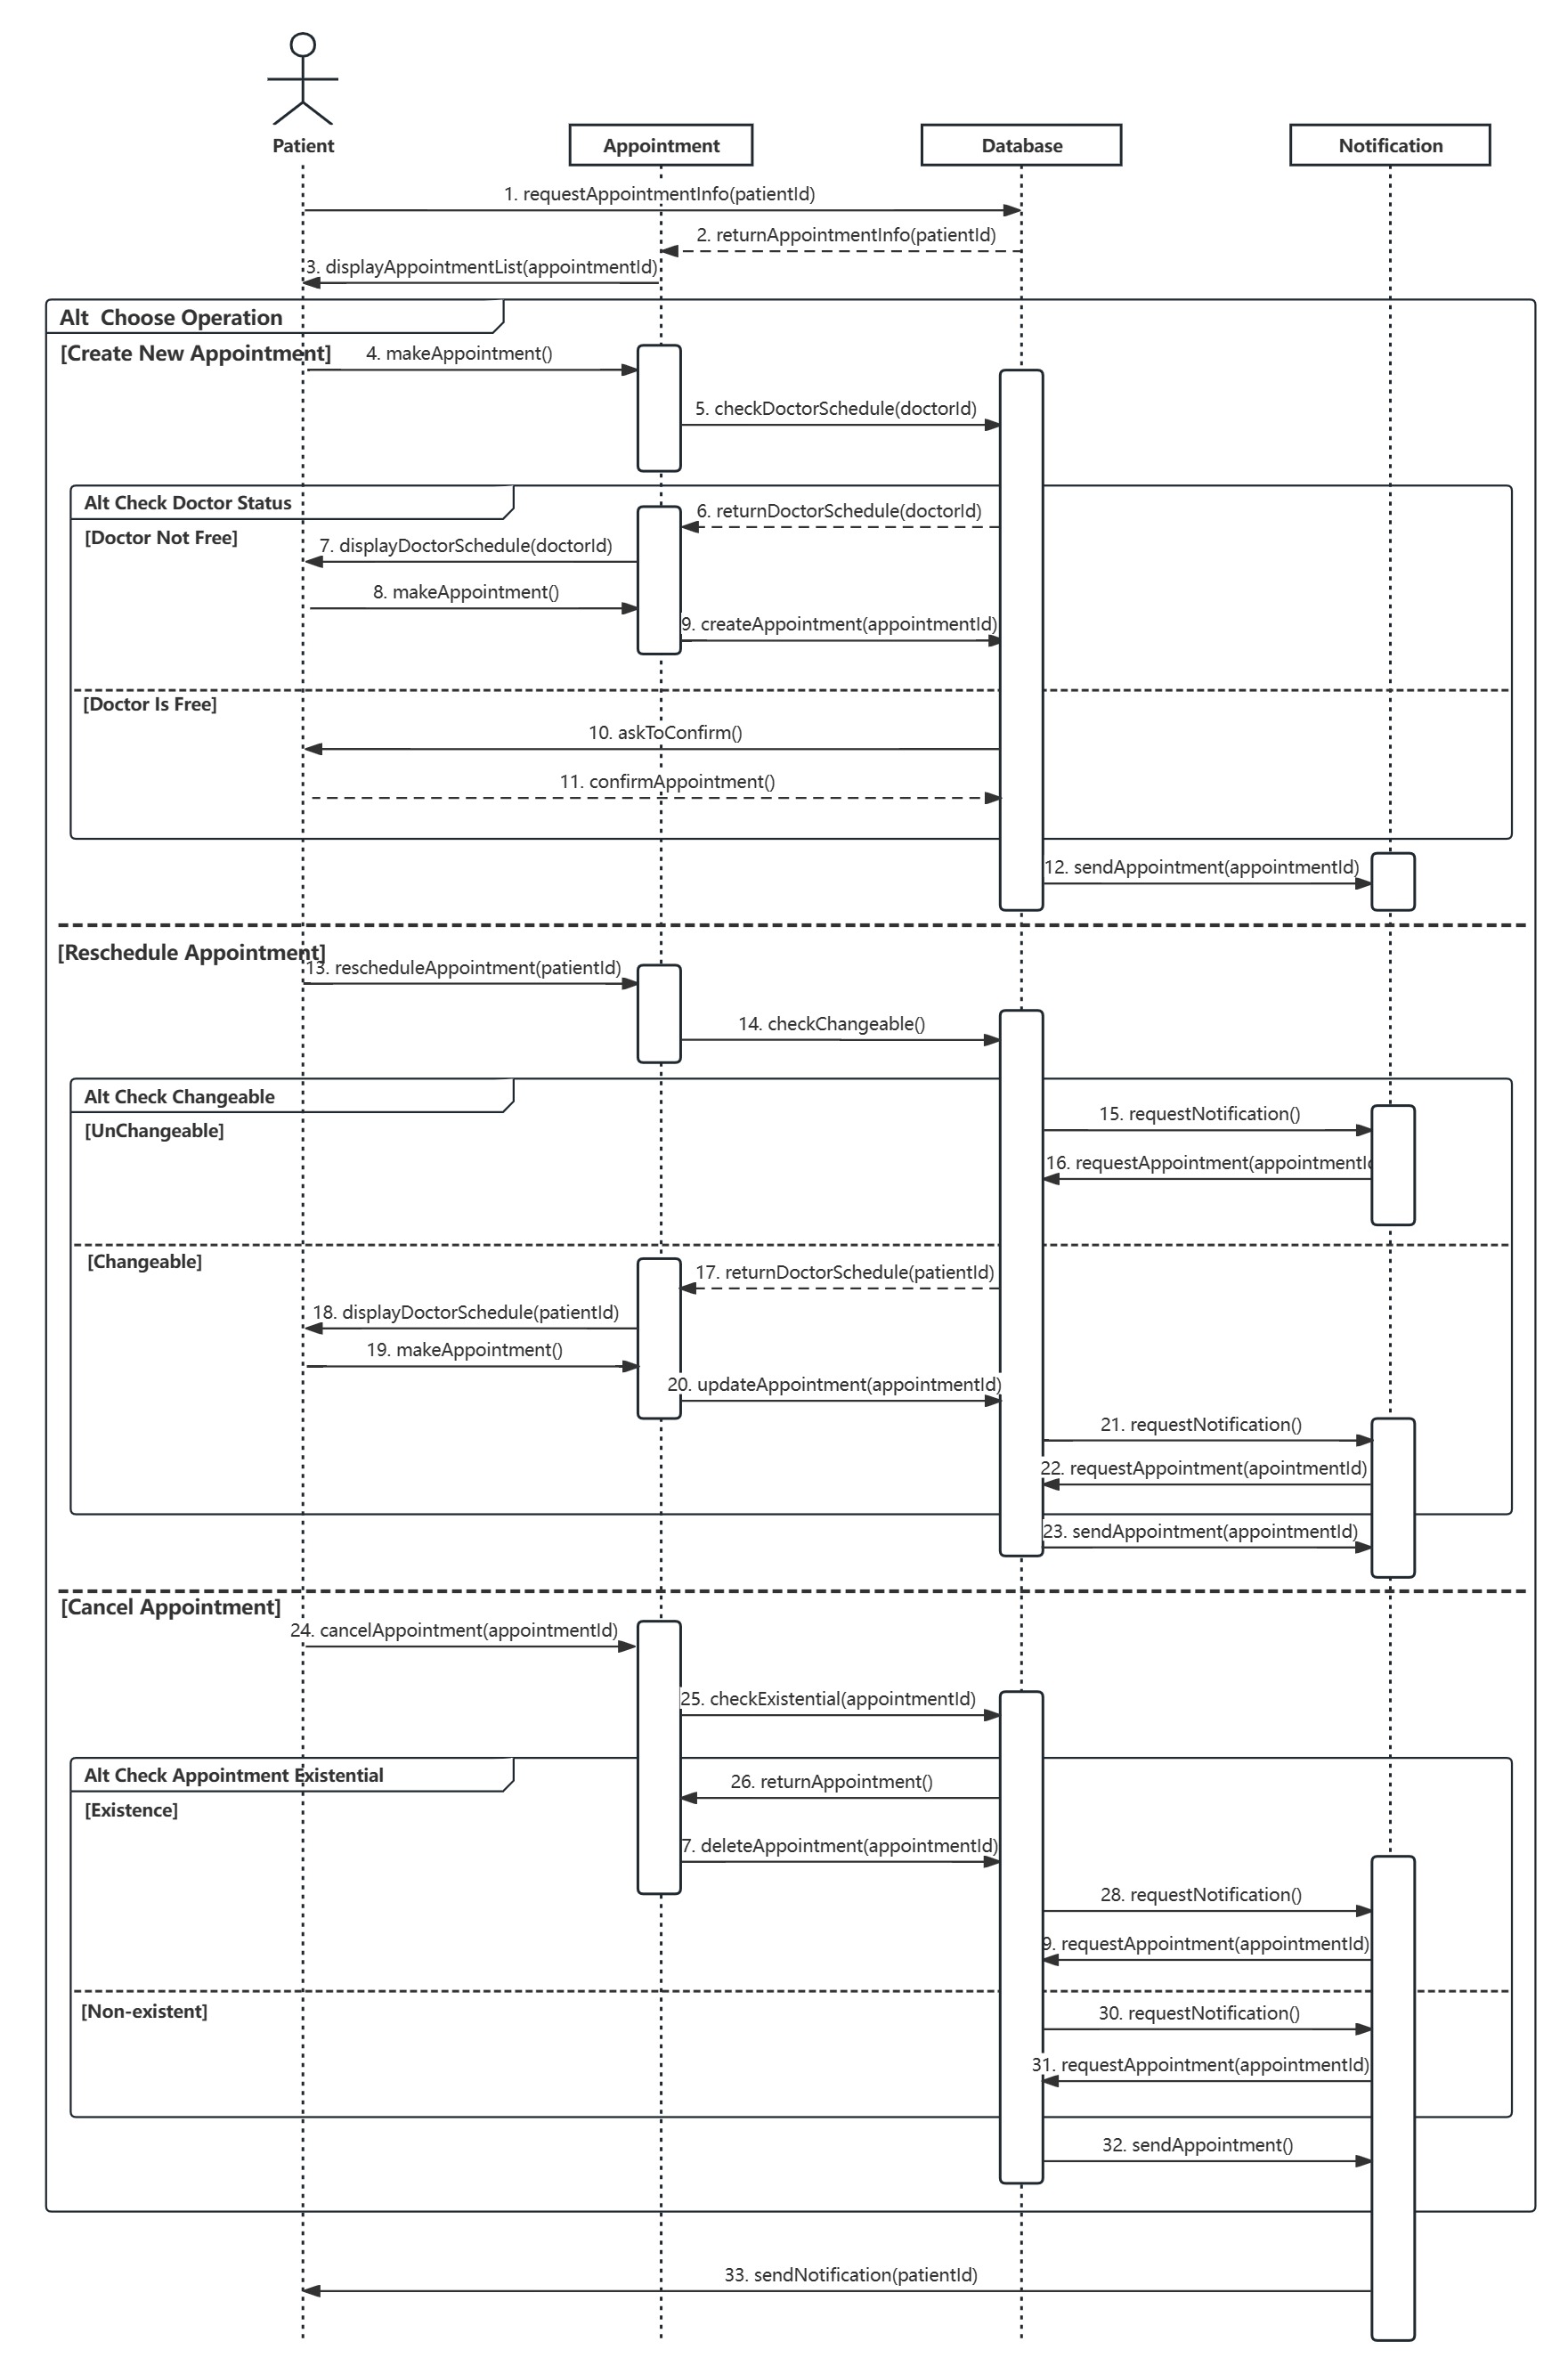 Patient
Appointment
Database
Notification
1. requestAppointmentInfo(patientId)
2. returnAppointmentInfo(patientId)
3. displayAppointmentList(appointmentId)
Alt  Choose Operation
[Create New Appointment]
4. makeAppointment()
5. checkDoctorSchedule(doctorId)
Alt Check Doctor Status
6. returnDoctorSchedule(doctorId)
[Doctor Not Free]
7. displayDoctorSchedule(doctorId)
8. makeAppointment()
9. createAppointment(appointmentId)
[Doctor Is Free]
10. askToConfirm()
11. confirmAppointment()
12. sendAppointment(appointmentId)
[Reschedule Appointment]
13. rescheduleAppointment(patientId)
14. checkChangeable()
Alt Check Changeable
15. requestNotification()
[UnChangeable]
16. requestAppointment(appointmentId
[Changeable]
17. returnDoctorSchedule(patientId)
18. displayDoctorSchedule(patientId)
19. makeAppointment()
20. updateAppointment(appointmentId)
21. requestNotification()
22. requestAppointment(apointmentId)
23. sendAppointment(appointmentId)
[Cancel Appointment]
24. cancelAppointment(appointmentId)
25. checkExistential(appointmentId)
Alt Check Appointment Existential
26. returnAppointment()
[Existence]
7. deleteAppointment(appointmentId)
28. requestNotification()
9. requestAppointment(appointmentId)
[Non-existent]
30. requestNotification()
31. requestAppointment(appointmentId)
32. sendAppointment()
33. sendNotification(patientId)